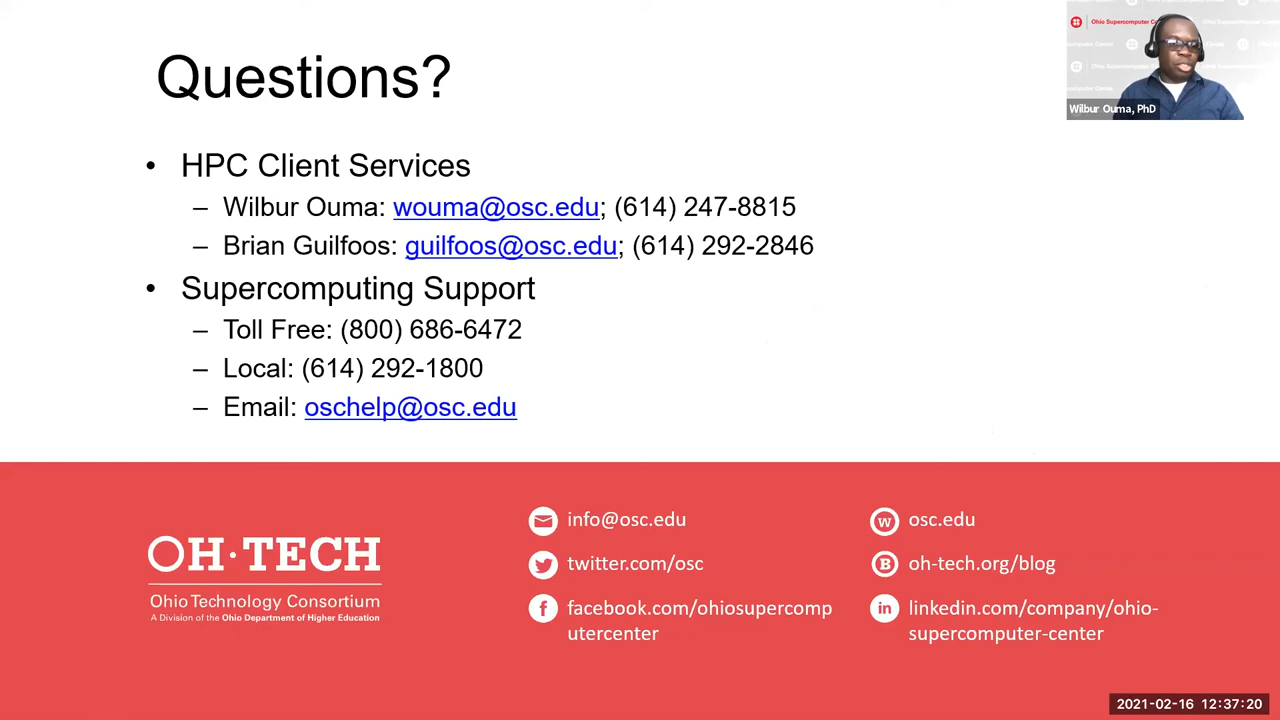 Questions?
• HPC Client Services
– Wilbur Ouma: wouma@osc.edu; (614) 247-8815
– Brian Guilfoos: guilfoos@osc.edu; (614) 292-2846
• Supercomputing Support
– Toll Free: (800) 686-6472
– Local: (614) 292-1800
– Email: oschelp@osc.edu
Ohio Supercomputer
Wilbur Ouma, PhD
OH·TECH
Ohio Technology Consortium
A Division of the Ohio Department of Higher Education
info@osc.edu
twitter.com/osc
facebook.com/ohiosupercomp
utercenter
osc.edu
oh-tech.org/blog
linkedin.com/company/ohio-
supercomputer-center
2021-02-16 12:37:20